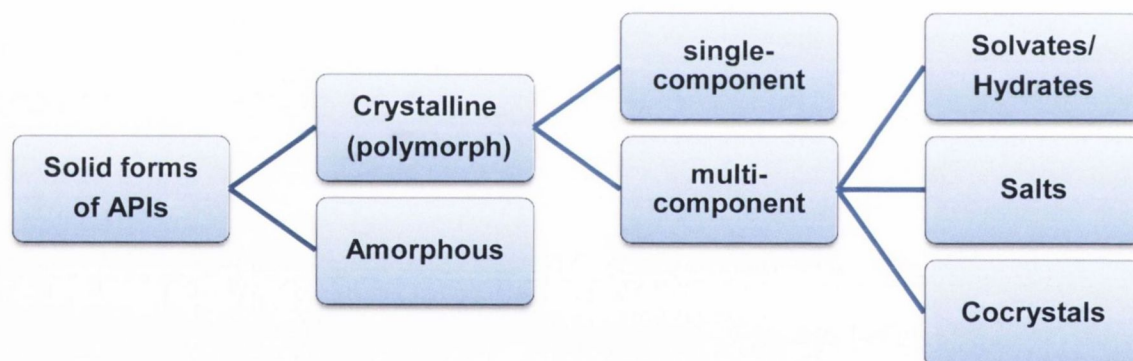 Solid forms
of APIs
Crystalline
(polymorph)
Amorphous
single-
component
multi-
component
Solvates/
Hydrates
Salts
Cocrystals